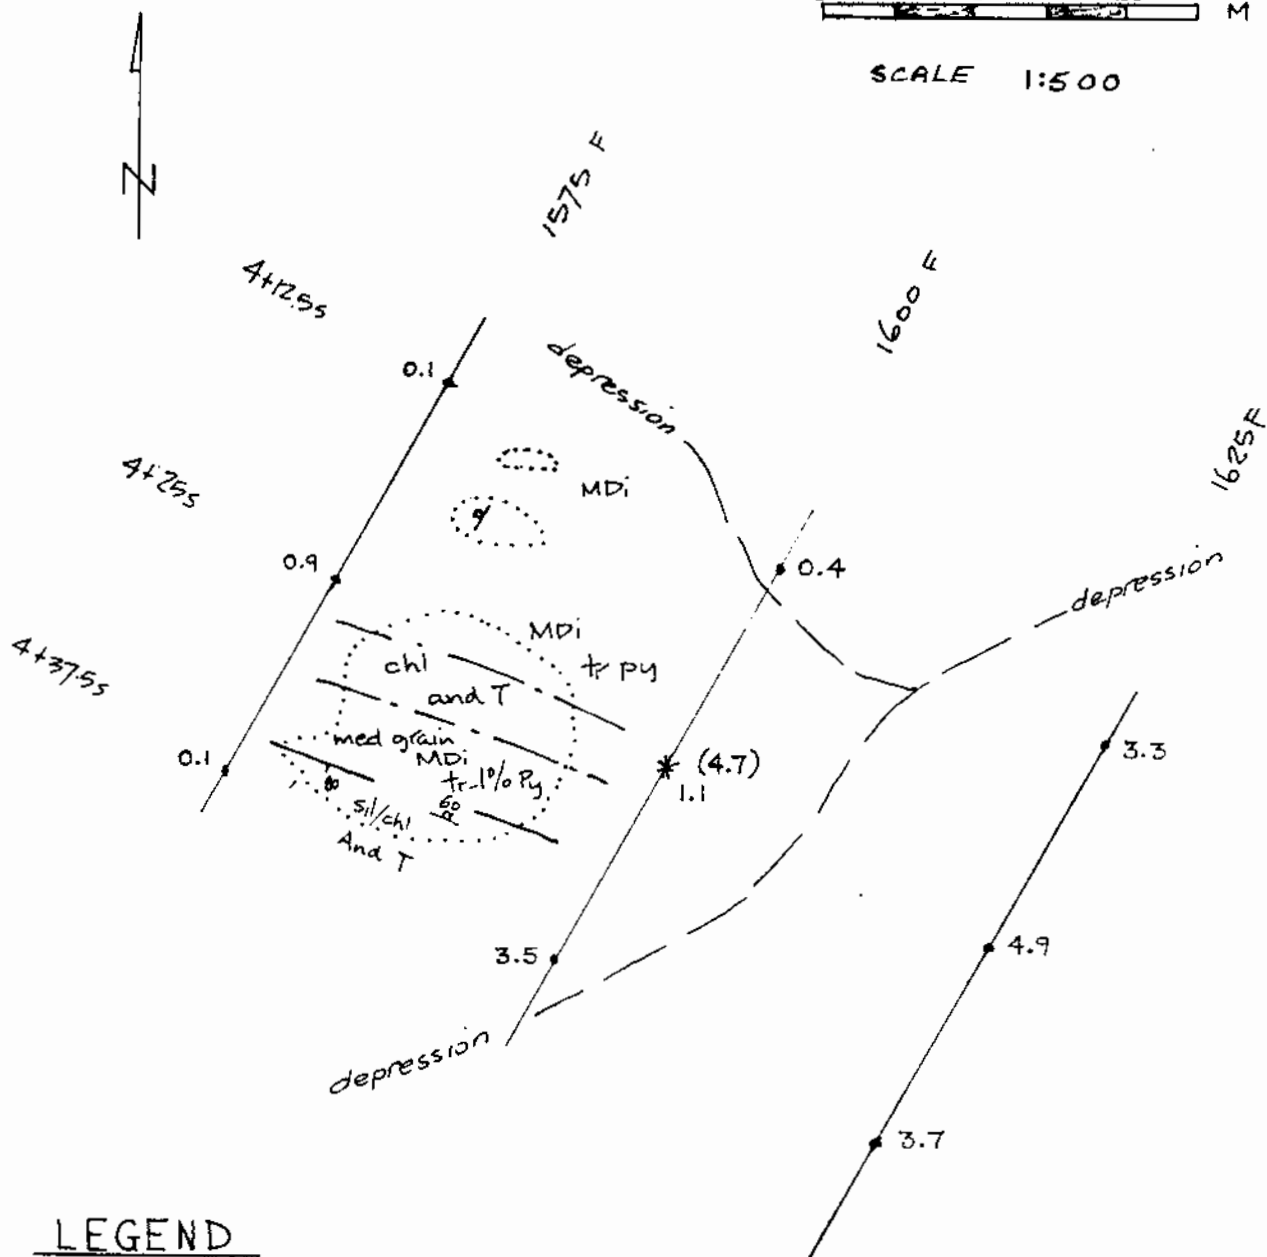 M
SCALE 1:500
N
1575 F
1600 F
1625F
4+12.5s
4+25s
4+37.5s
0.1
depression
MDi
0.9
0.4
depression
MDi
tr py
chl
and T
med grain
MDi
tr-1% Py
0.1
80
sil/chl
60
And T
(4.7)
1.1
3.3
3.5
4.9
depression
3.7
LEGEND